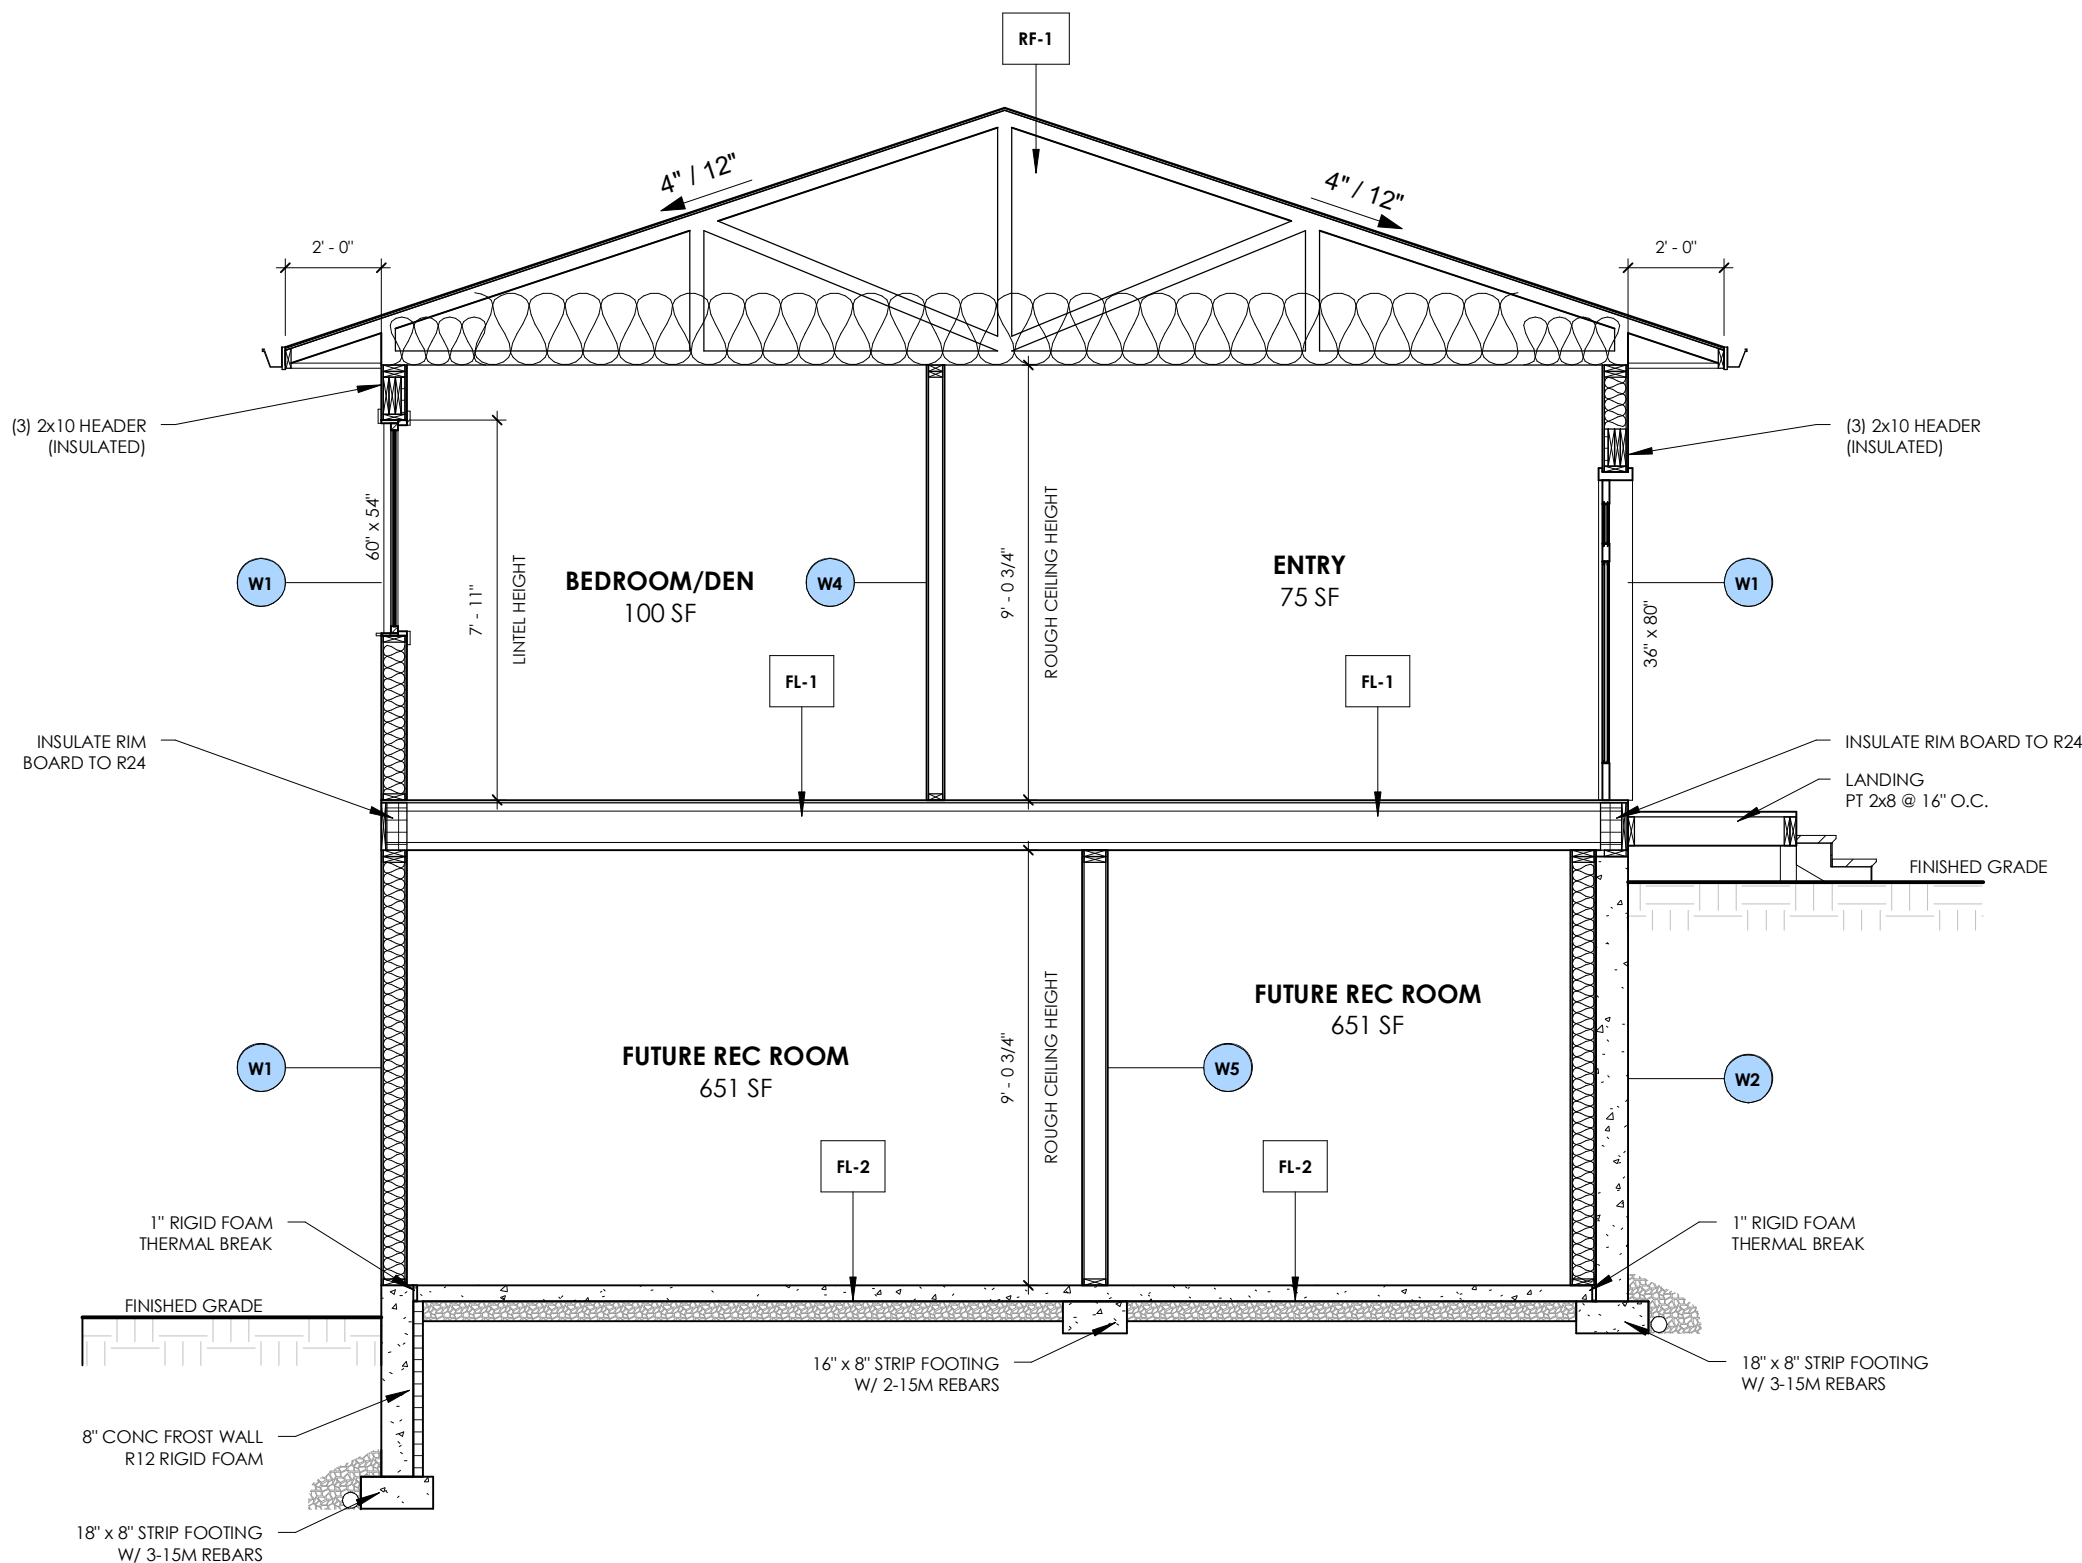 RF-1
4" / 12"
4" / 12"
2' - 0"
2' - 0"
(3) 2x10 HEADER
(INSULATED)
(3) 2x10 HEADER
(INSULATED)
60" x 54"
7' - 11"
LINTEL HEIGHT
BEDROOM/DEN
100 SF
W1
W4
9' - 0 3/4"
ROUGH CEILING HEIGHT
ENTRY
75 SF
W1
36" x 80"
FL-1
FL-1
INSULATE RIM
BOARD TO R24
INSULATE RIM BOARD TO R24
LANDING
PT 2x8 @ 16" O.C.
FINISHED GRADE
FUTURE REC ROOM
651 SF
9' - 0 3/4"
ROUGH CEILING HEIGHT
FUTURE REC ROOM
651 SF
W1
W5
W2
FL-2
FL-2
1" RIGID FOAM
THERMAL BREAK
1" RIGID FOAM
THERMAL BREAK
FINISHED GRADE
16" x 8" STRIP FOOTING
W/ 2-15M REBARS
18" x 8" STRIP FOOTING
W/ 3-15M REBARS
8" CONC FROST WALL
R12 RIGID FOAM
18" x 8" STRIP FOOTING
W/ 3-15M REBARS